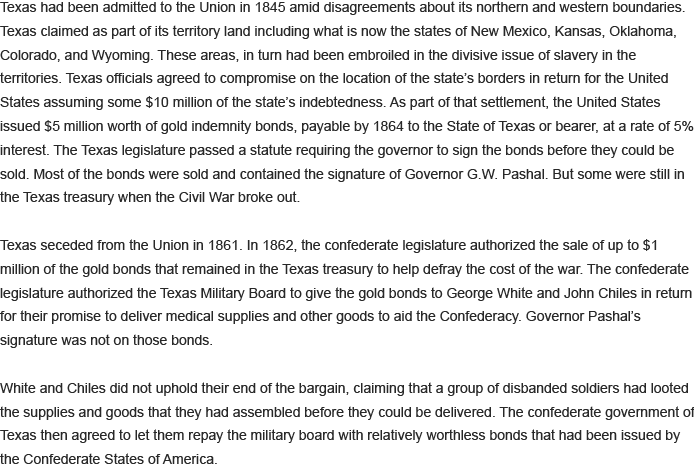 Texas had been admitted to the Union in 1845 amid disagreements about its northern and western boundaries.
Texas claimed as part of its territory land including what is now the states of New Mexico, Kansas, Oklahoma,
Colorado, and Wyoming. These areas, in turn had been embroiled in the divisive issue of slavery in the
territories. Texas officials agreed to compromise on the location of the state’s borders in return for the United
States assuming some $10 million of the state’s indebtedness. As part of that settlement, the United States
issued $5 million worth of gold indemnity bonds, payable by 1864 to the State of Texas or bearer, at a rate of 5%
interest. The Texas legislature passed a statute requiring the governor to sign the bonds before they could be
sold. Most of the bonds were sold and contained the signature of Governor G.W. Pashal. But some were still in
the Texas treasury when the Civil War broke out.

Texas seceded from the Union in 1861. In 1862, the confederate legislature authorized the sale of up to $1
million of the gold bonds that remained in the Texas treasury to help defray the cost of the war. The confederate
legislature authorized the Texas Military Board to give the gold bonds to George White and John Chiles in return
for their promise to deliver medical supplies and other goods to aid the Confederacy. Governor Pashal’s
signature was not on those bonds.

White and Chiles did not uphold their end of the bargain, claiming that a group of disbanded soldiers had looted
the supplies and goods that they had assembled before they could be delivered. The confederate government of
Texas then agreed to let them repay the military board with relatively worthless bonds that had been issued by
the Confederate States of America.